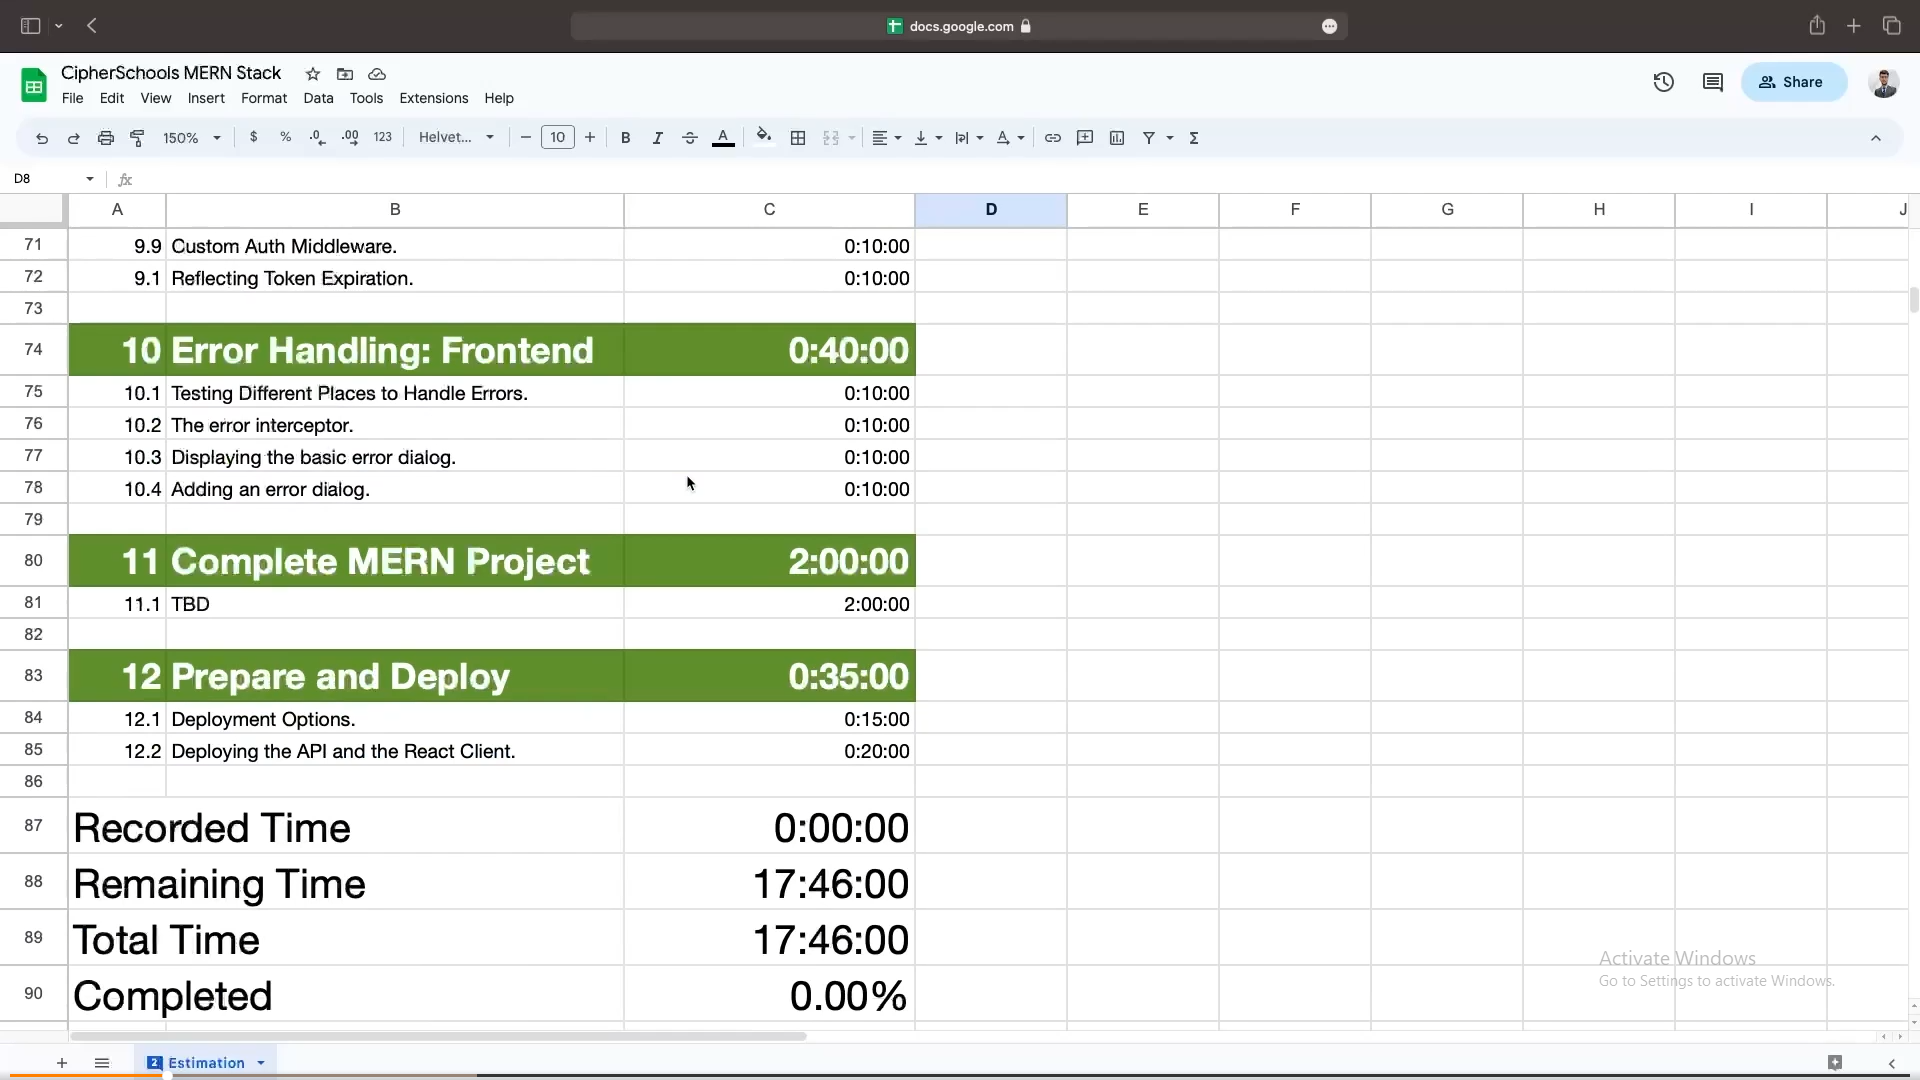 docs.google.com
CipherSchools MERN Stack
File Edit View Insert Format Data Tools Extensions Help
Share
150% $ % .0 .00 123 Helvet... − 10 + B I A
D8 fx
A B C D E F G H I J
71 9.9 Custom Auth Middleware. 0:10:00
72 9.1 Reflecting Token Expiration. 0:10:00
73
74 10 Error Handling: Frontend 0:40:00
75 10.1 Testing Different Places to Handle Errors. 0:10:00
76 10.2 The error interceptor. 0:10:00
77 10.3 Displaying the basic error dialog. 0:10:00
78 10.4 Adding an error dialog. 0:10:00
79
80 11 Complete MERN Project 2:00:00
81 11.1 TBD 2:00:00
82
83 12 Prepare and Deploy 0:35:00
84 12.1 Deployment Options. 0:15:00
85 12.2 Deploying the API and the React Client. 0:20:00
86
87 Recorded Time 0:00:00
88 Remaining Time 17:46:00
89 Total Time 17:46:00
90 Completed 0.00%
Activate Windows
Go to Settings to activate Windows.
2 Estimation